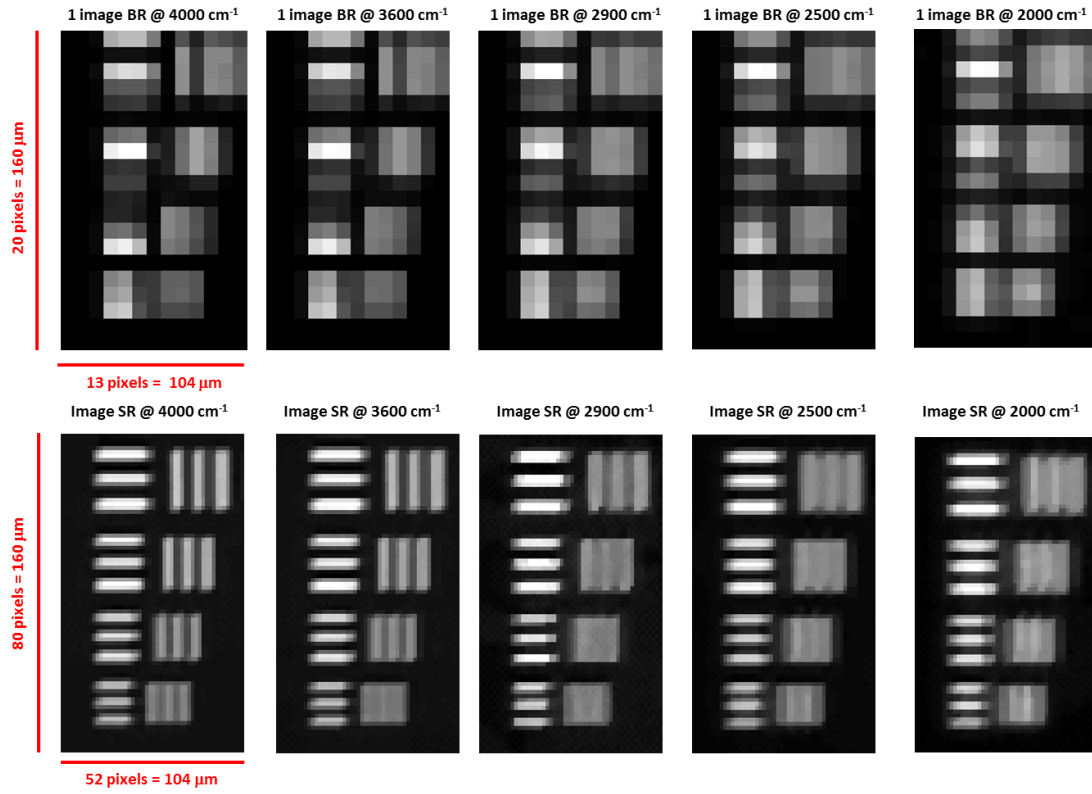 1 image BR @ 4000 cm⁻¹
1 image BR @ 3600 cm⁻¹
1 image BR @ 2900 cm⁻¹
1 image BR @ 2500 cm⁻¹
1 image BR @ 2000 cm⁻¹
20 pixels = 160 µm
13 pixels = 104 µm
Image SR @ 4000 cm⁻¹
Image SR @ 3600 cm⁻¹
Image SR @ 2900 cm⁻¹
Image SR @ 2500 cm⁻¹
Image SR @ 2000 cm⁻¹
80 pixels = 160 µm
52 pixels = 104 µm